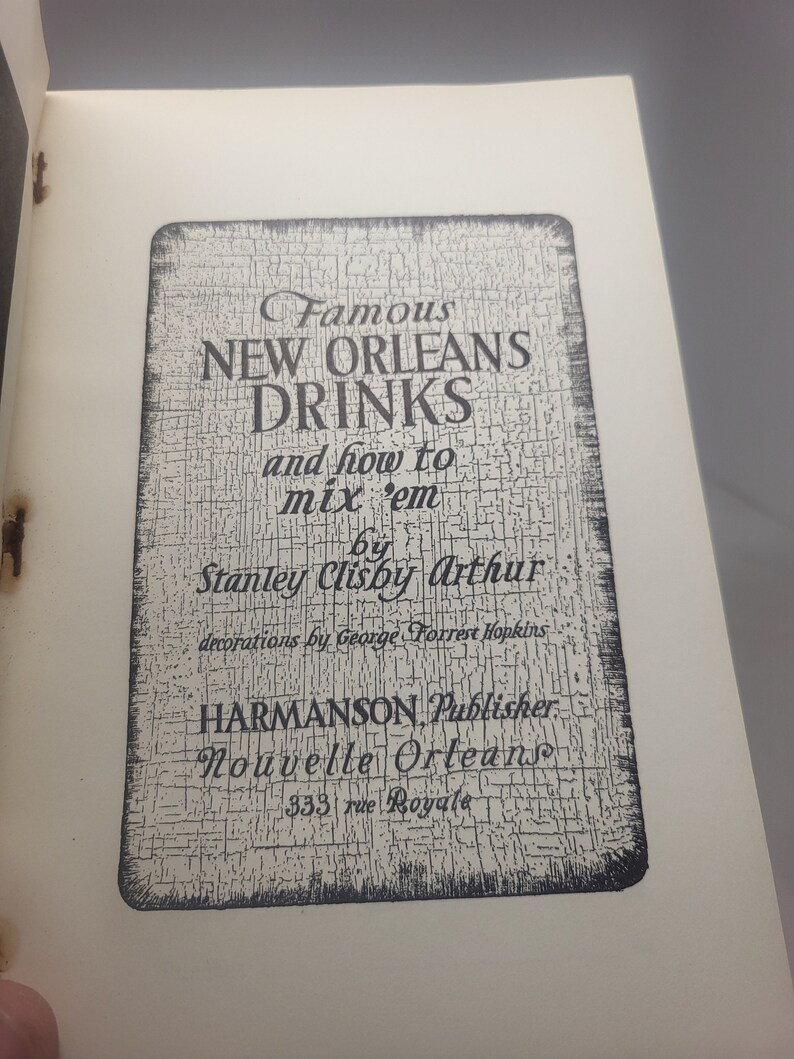 Famous
NEW ORLEANS
DRINKS
and how to
mix 'em
by
Stanley Clisby Arthur
decorations by George Forrest Hopkins
HARMANSON, Publisher
Nouvelle Orleans
333 rue Royale